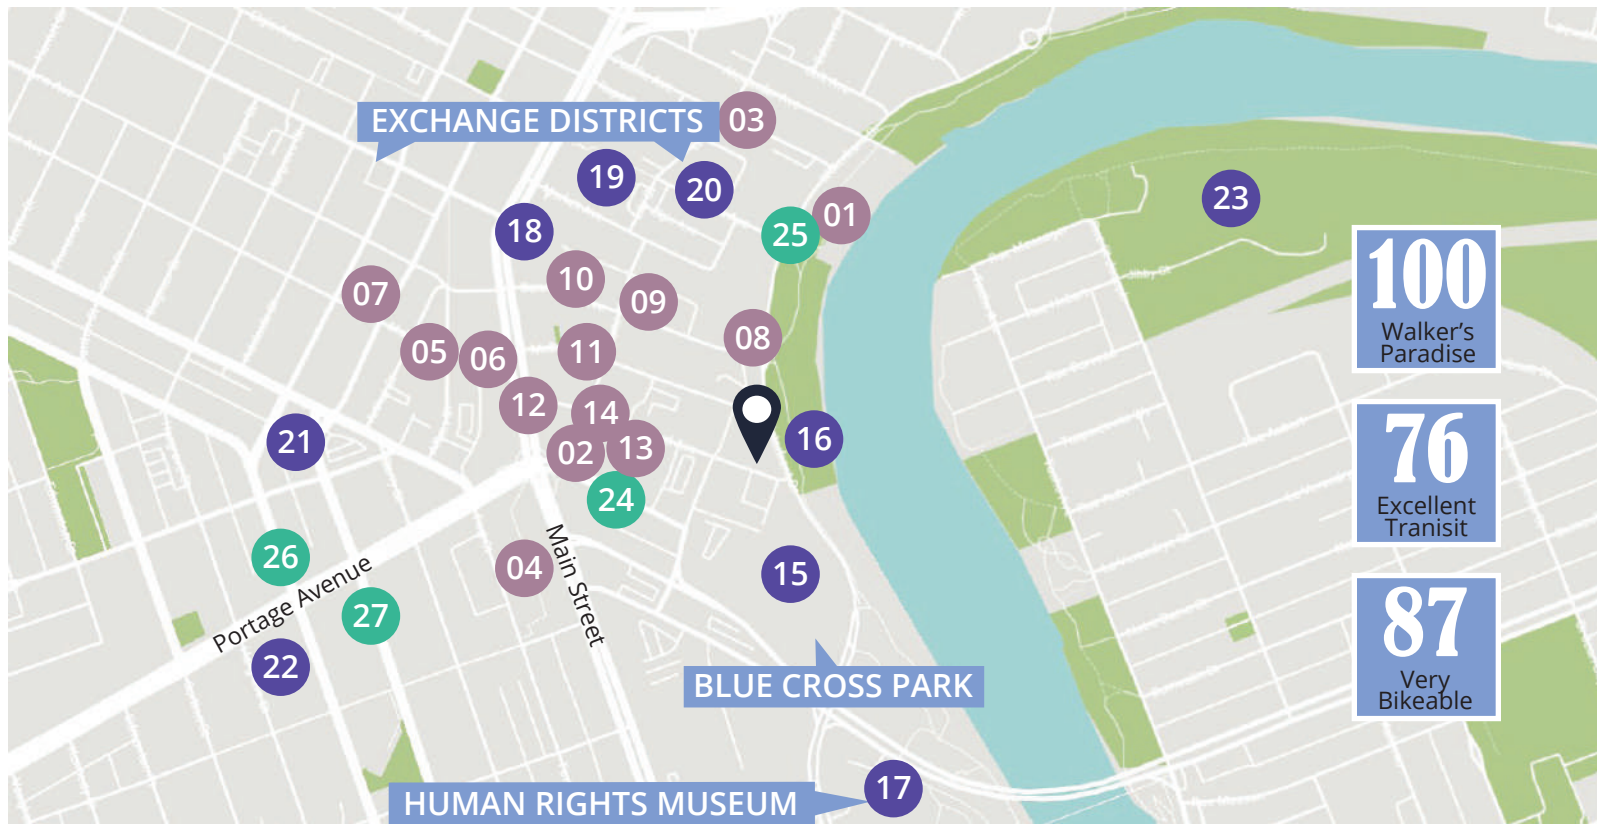 EXCHANGE DISTRICTS
03
19
20
18
01
25
23
10
07
09
100
Walker's
Paradise
08
05
06
11
12
14
76
Excellent
Tranisit
21
02
13
16
24
26
Portage Avenue
04
Main Street
15
27
87
Very
Bikeable
22
BLUE CROSS PARK
HUMAN RIGHTS MUSEUM
17